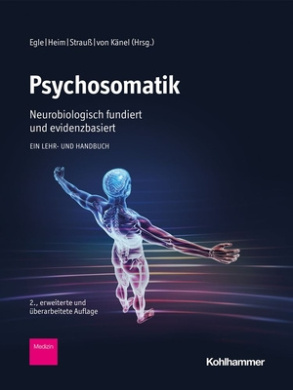 Egle | Heim | Strauß | von Känel (Hrsg.)
Psychosomatik
Neurobiologisch fundiert
und evidenzbasiert
EIN LEHR- UND HANDBUCH
2., erweiterte und
überarbeitete Auflage
Medizin
Kohlhammer